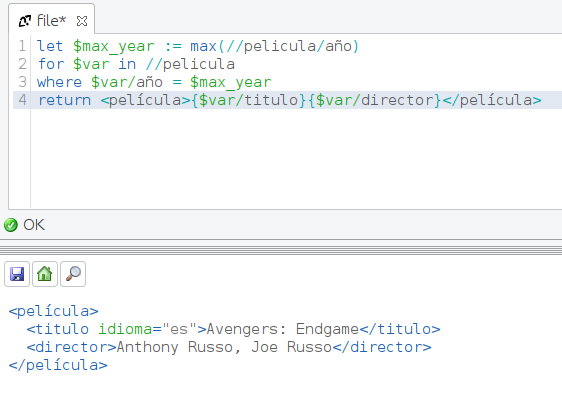 file*
1 let $max_year := max(//pelicula/año)
2 for $var in //pelicula
3 where $var/año = $max_year
4 return <película>{$var/titulo}{$var/director}</película>
OK
<película>
<titulo idioma="es">Avengers: Endgame</titulo>
<director>Anthony Russo, Joe Russo</director>
</película>